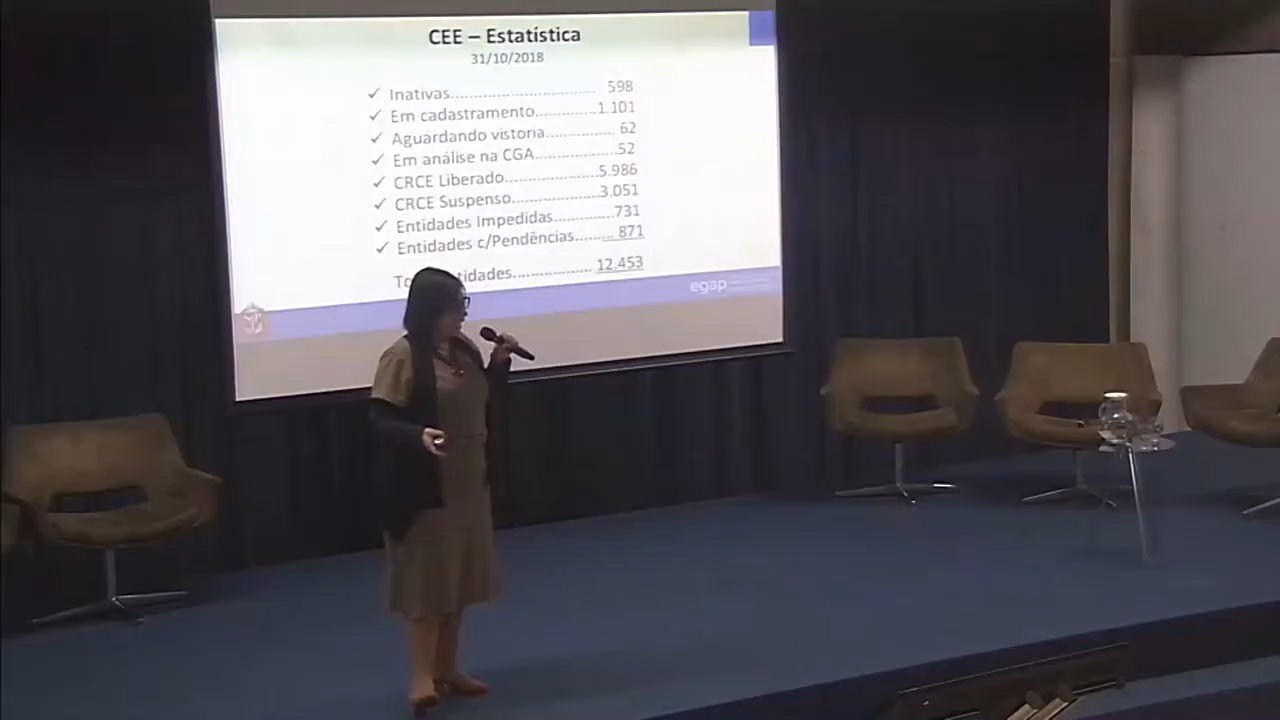 CEE – Estatística
31/10/2018
✓ Inativas................................ 598
✓ Em cadastramento.............1.101
✓ Aguardando vistoria............... 62
✓ Em análise na CGA..................52
✓ CRCE Liberado....................5.986
✓ CRCE Suspenso..................3.051
✓ Entidades Impedidas.............731
✓ Entidades c/Pendências......... 871
................. 12.453
egap